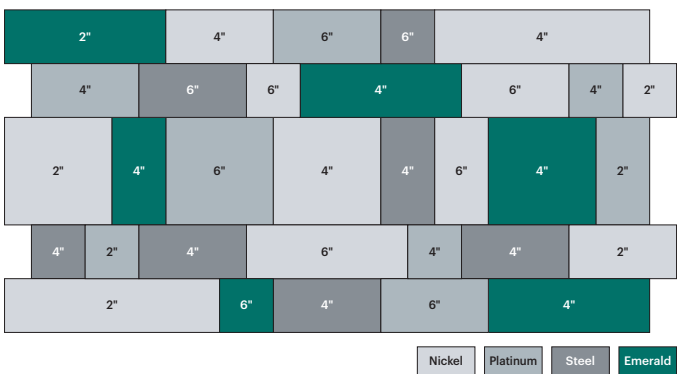 2" 4" 6" 6" 4"
4" 6" 6" 4" 6" 4" 2"
2" 4" 6" 4" 4" 6" 4" 2"
4" 2" 4" 6" 4" 4" 2"
2" 6" 4" 6" 4"
Nickel Platinum Steel Emerald